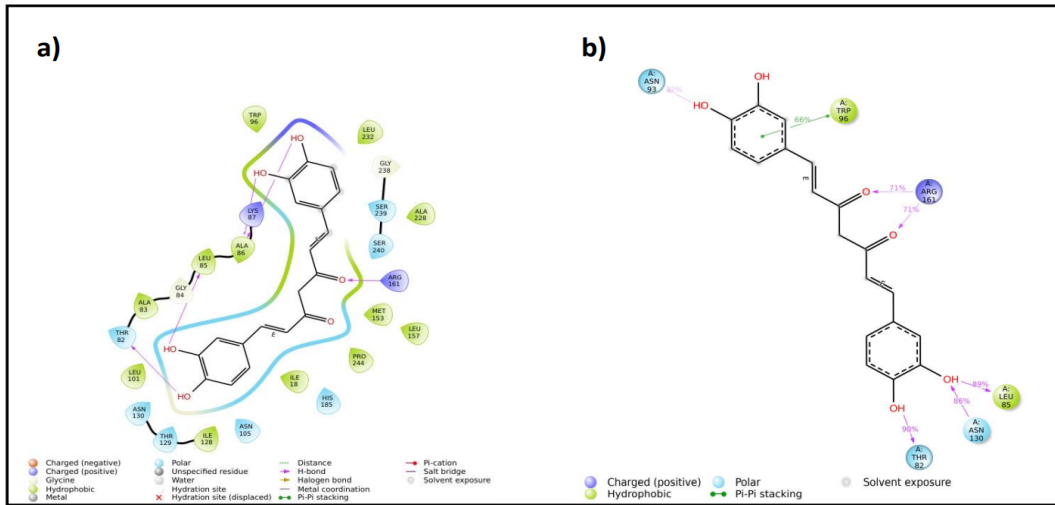 a)
TRP
96
LEU
232
HO
HO
GLY
238
LYS
87
SER
239
ALA
228
ALA
86
SER
240
LEU
85
O
ARG
161
GLY
84
ALA
83
O
MET
153
THR
82
HO
LEU
157
PRO
244
LEU
101
ILE
18
HO
HIS
185
ASN
130
ASN
105
THR
129
ILE
128
Charged (negative)
Charged (positive)
Glycine
Hydrophobic
Metal
Polar
Unspecified residue
Water
Hydration site
Hydration site (displaced)
Distance
H-bond
Halogen bond
Metal coordination
Pi-Pi stacking
Pi-cation
Salt bridge
Solvent exposure
b)
A:
ASN
93
OH
HO
A:
TRP
96
66%
A:
ARG
161
O
71%
71%
O
OH
89%
A:
LEU
85
86%
OH
A:
ASN
130
90%
A:
THR
82
Charged (positive)
Hydrophobic
Polar
Pi-Pi stacking
Solvent exposure